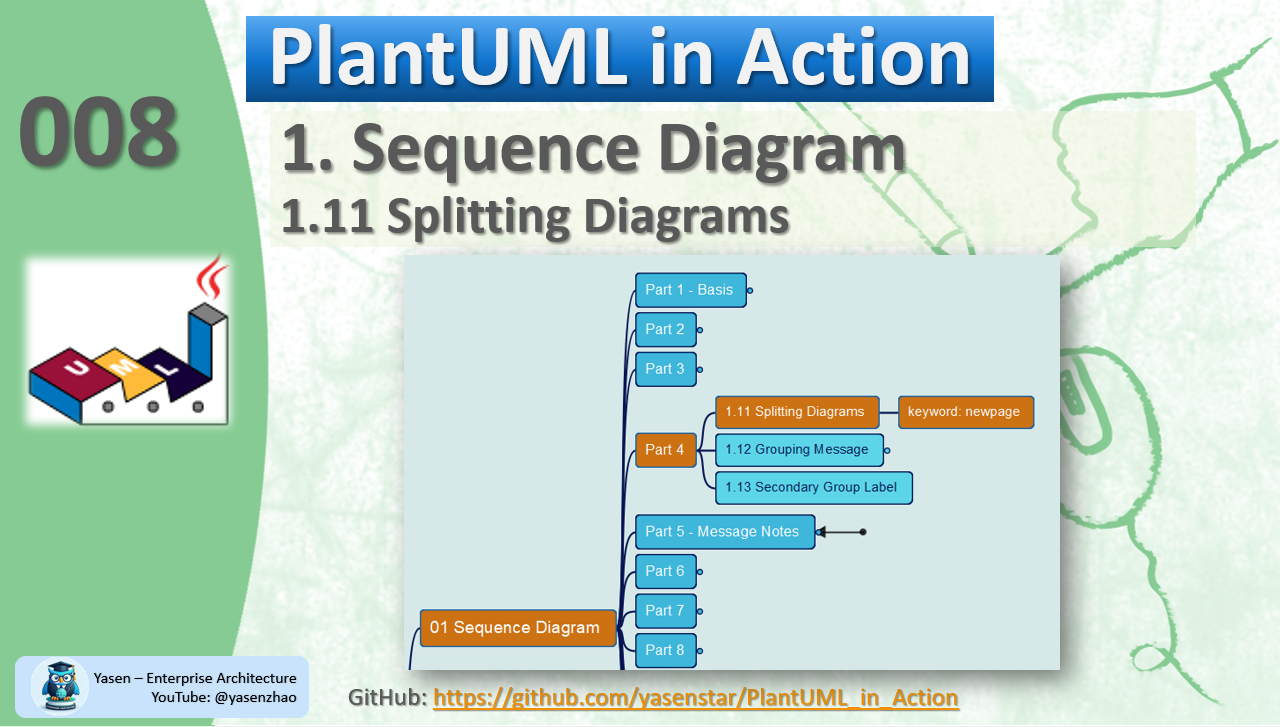 PlantUML in Action
008
1. Sequence Diagram
1.11 Splitting Diagrams
UML
Part 1 - Basis
Part 2
Part 3
Part 4
1.11 Splitting Diagrams
keyword: newpage
1.12 Grouping Message
1.13 Secondary Group Label
Part 5 - Message Notes
Part 6
Part 7
Part 8
01 Sequence Diagram
Yasen – Enterprise Architecture
YouTube: @yasenzhao
GitHub: https://github.com/yasenstar/PlantUML_in_Action